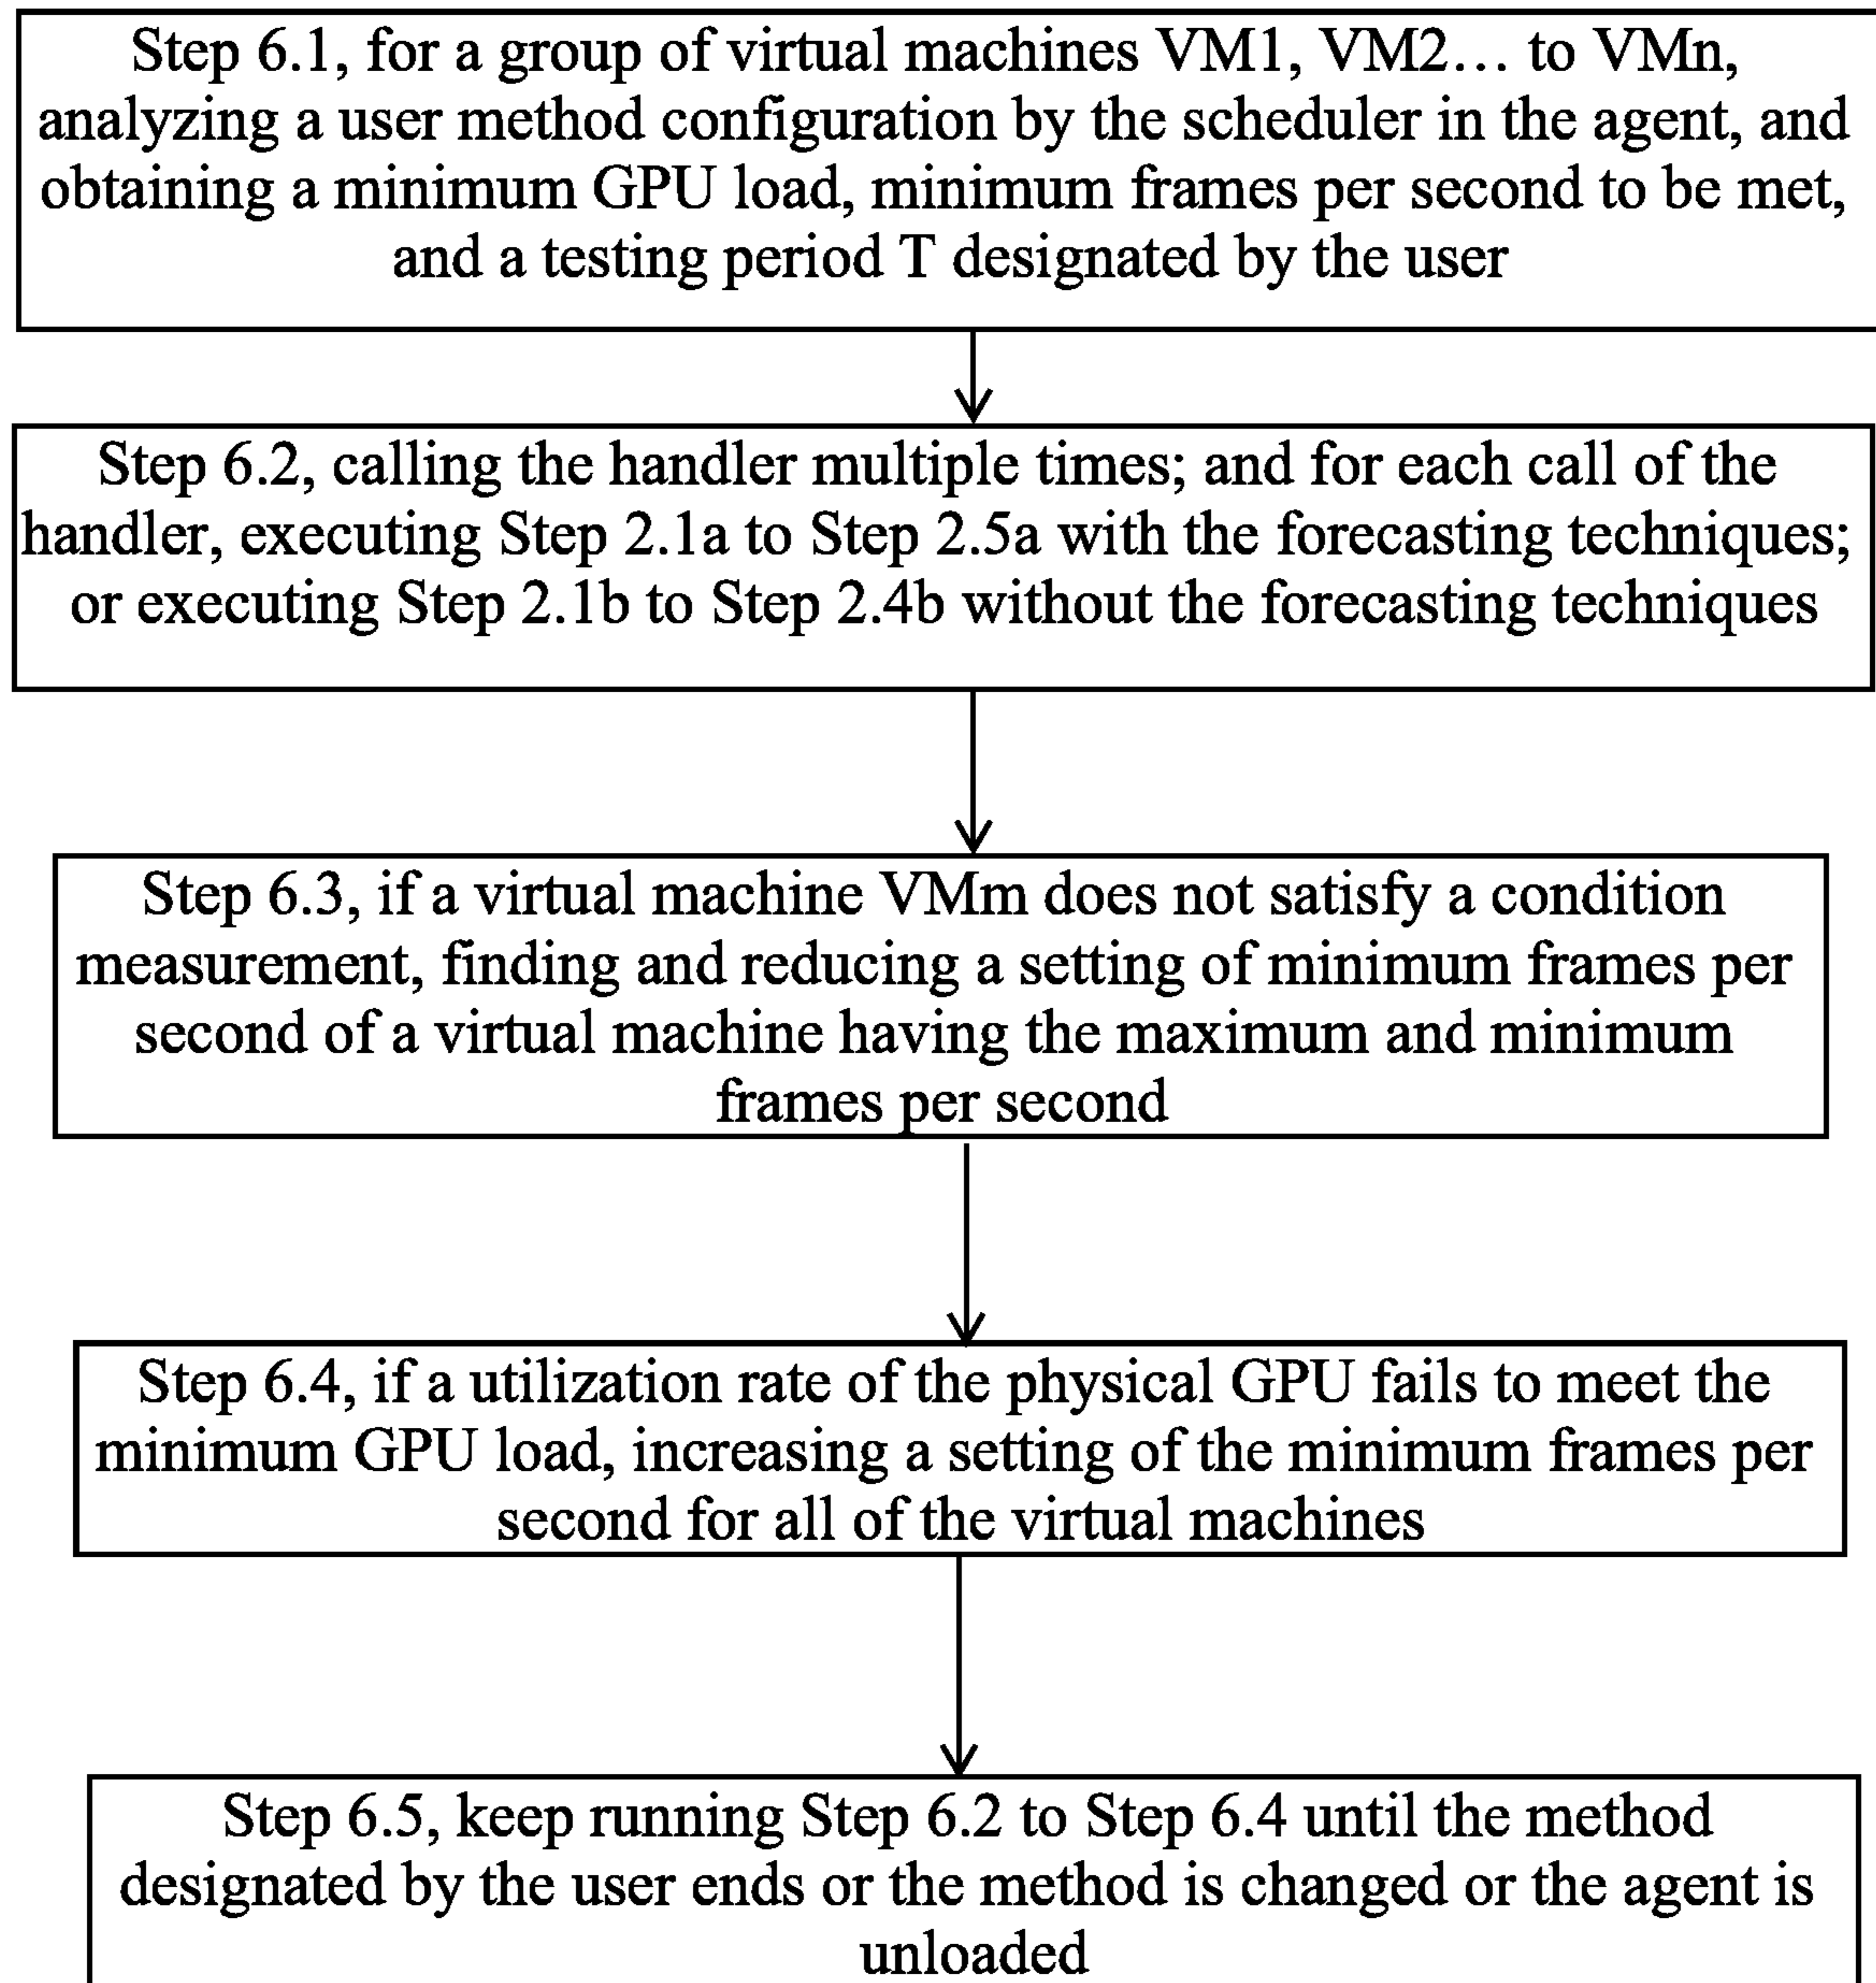 Step 6.1, for a group of virtual machines VM1, VM2… to VMn,
analyzing a user method configuration by the scheduler in the agent, and
obtaining a minimum GPU load, minimum frames per second to be met,
and a testing period T designated by the user
Step 6.2, calling the handler multiple times; and for each call of the
handler, executing Step 2.1a to Step 2.5a with the forecasting techniques;
or executing Step 2.1b to Step 2.4b without the forecasting techniques
Step 6.3, if a virtual machine VMm does not satisfy a condition
measurement, finding and reducing a setting of minimum frames per
second of a virtual machine having the maximum and minimum
frames per second
Step 6.4, if a utilization rate of the physical GPU fails to meet the
minimum GPU load, increasing a setting of the minimum frames per
second for all of the virtual machines
Step 6.5, keep running Step 6.2 to Step 6.4 until the method
designated by the user ends or the method is changed or the agent is
unloaded